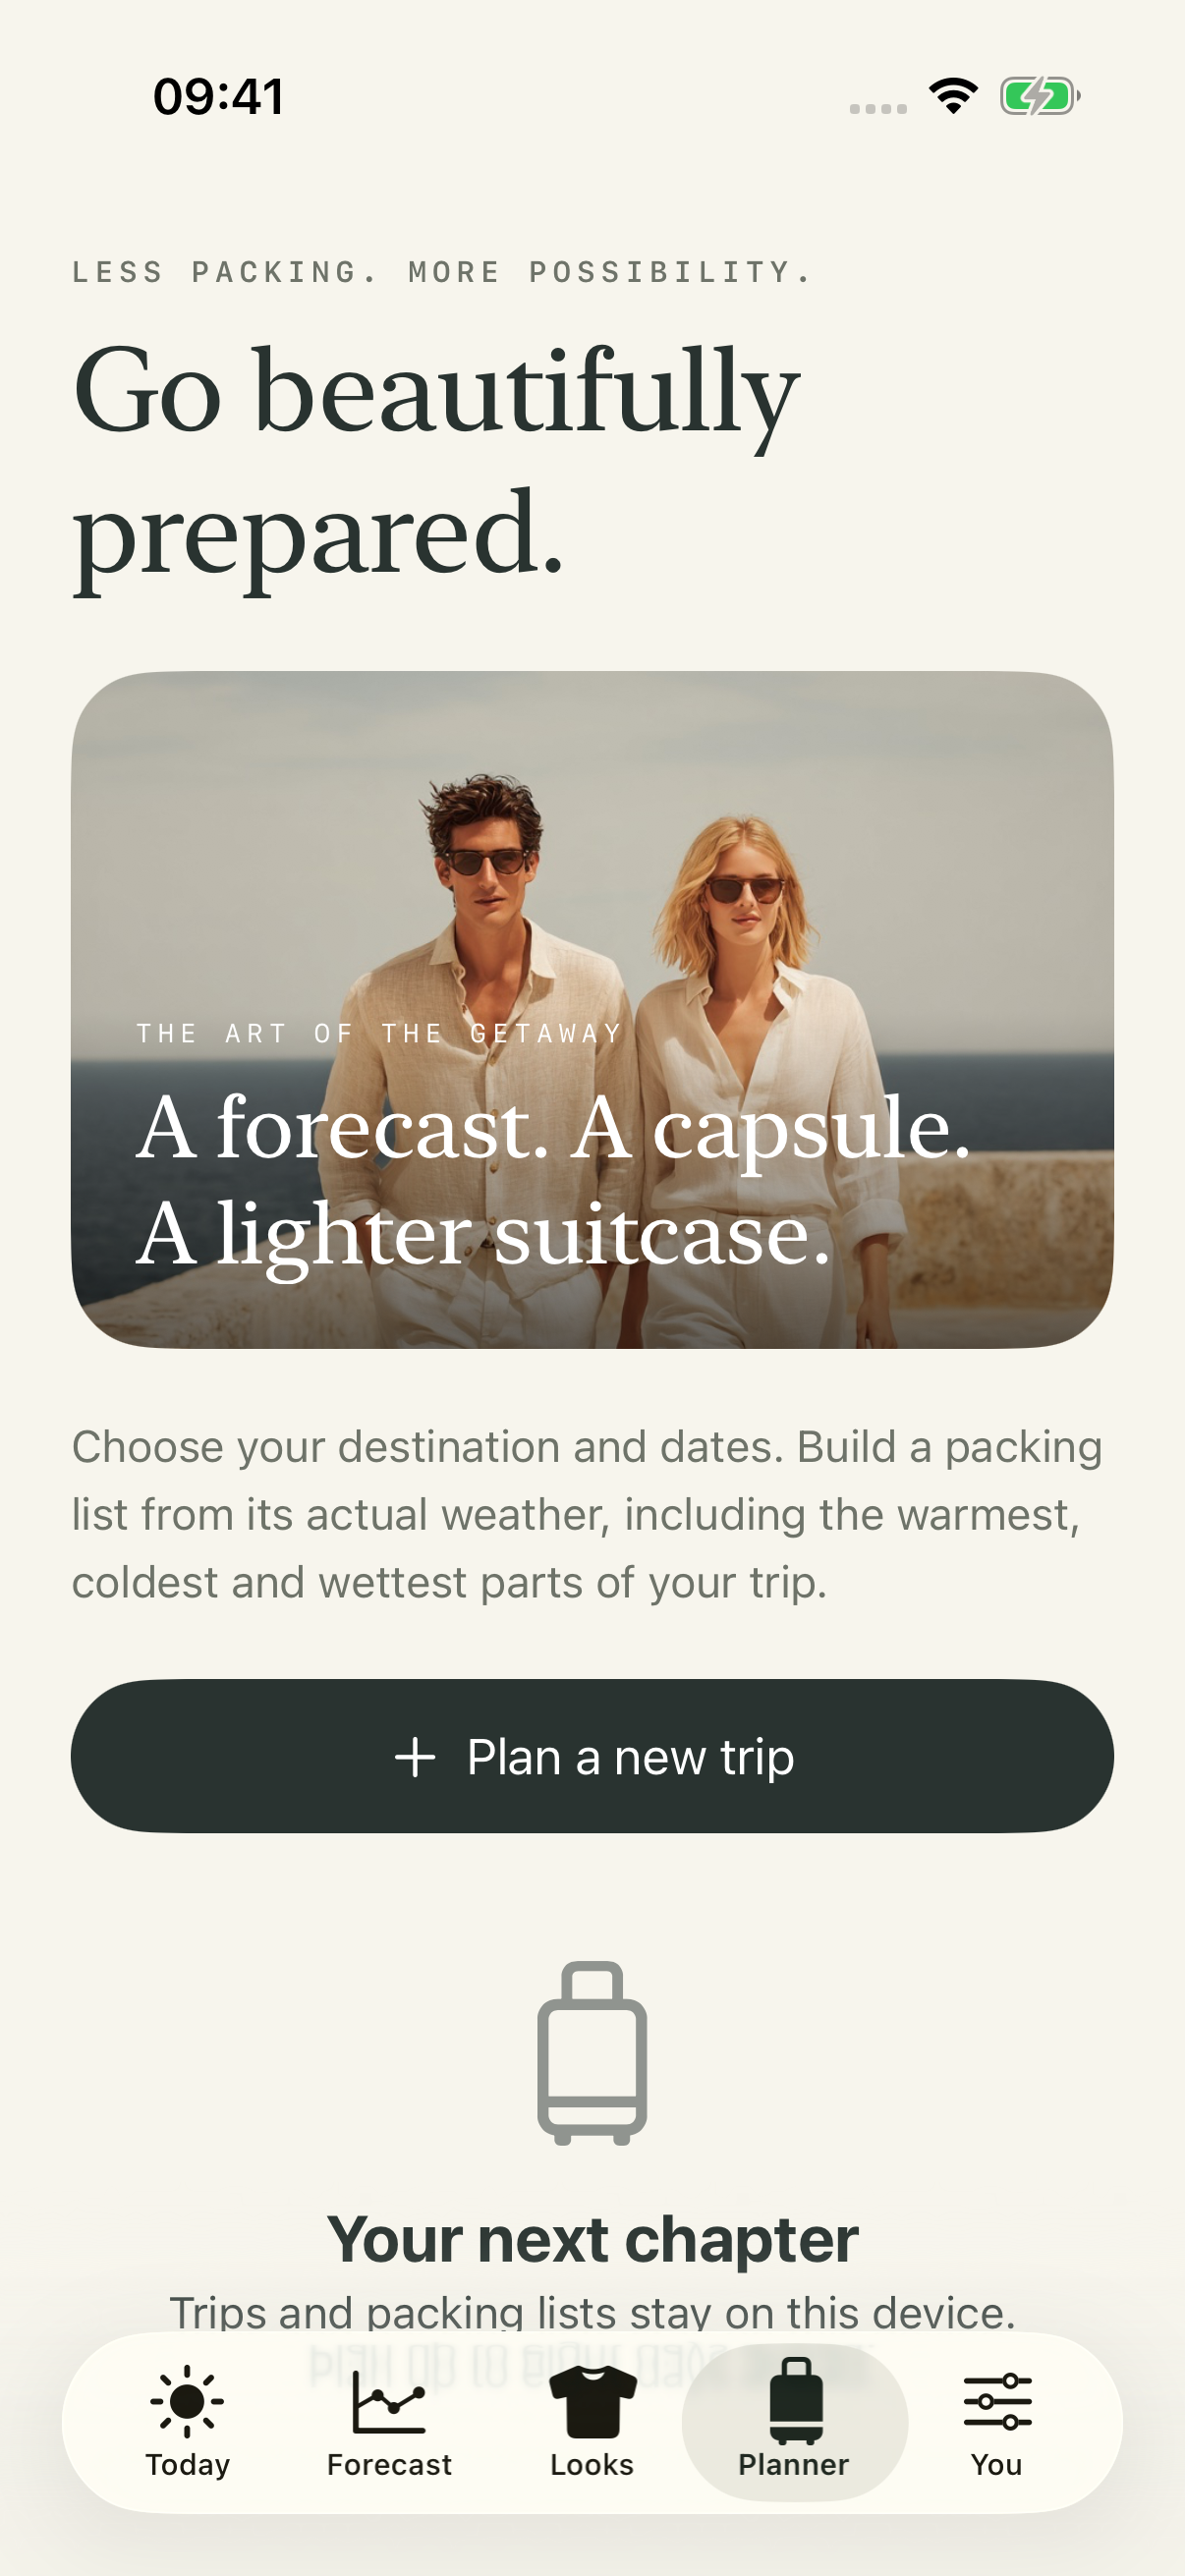 09:41
LESS PACKING. MORE POSSIBILITY.
Go beautifully
prepared.
THE ART OF THE GETAWAY
A forecast. A capsule.
A lighter suitcase.
Choose your destination and dates. Build a packing
list from its actual weather, including the warmest,
coldest and wettest parts of your trip.
+ Plan a new trip
Your next chapter
Trips and packing lists stay on this device.
Today
Forecast
Looks
Planner
You